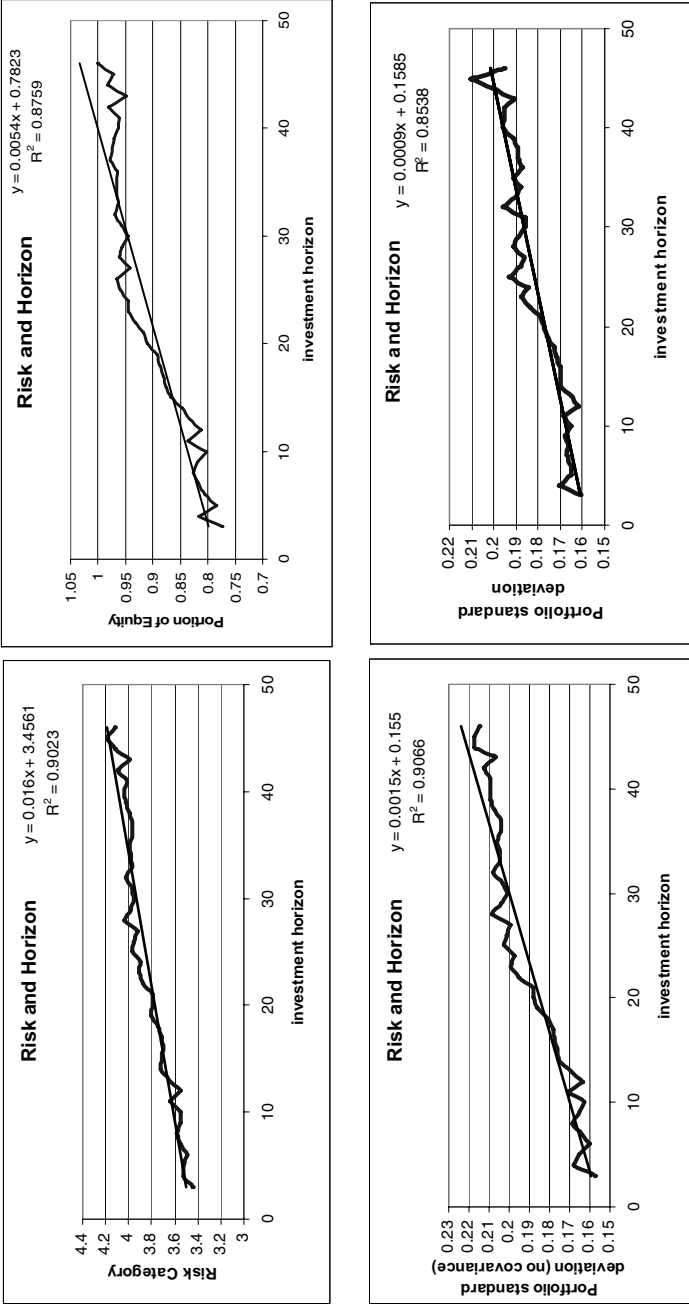 Risk and Horizon
y = 0.016x + 3.4561
R² = 0.9023
Risk Category
4.4
4.2
4
3.8
3.6
3.4
3.2
3
0
10
20
30
40
50
investment horizon
Risk and Horizon
y = 0.0054x + 0.7823
R² = 0.8759
Portion of Equity
1.05
1
0.95
0.9
0.85
0.8
0.75
0.7
0
10
20
30
40
50
investment horizon
Risk and Horizon
y = 0.0015x + 0.155
R² = 0.9066
Portfolio standard
deviation (no covariance)
0.23
0.22
0.21
0.2
0.19
0.18
0.17
0.16
0.15
0
10
20
30
40
50
investment horizon
Risk and Horizon
y = 0.0009x + 0.1585
R² = 0.8538
Portfolio standard
deviation
0.22
0.21
0.2
0.19
0.18
0.17
0.16
0.15
0
10
20
30
40
50
investment horizon